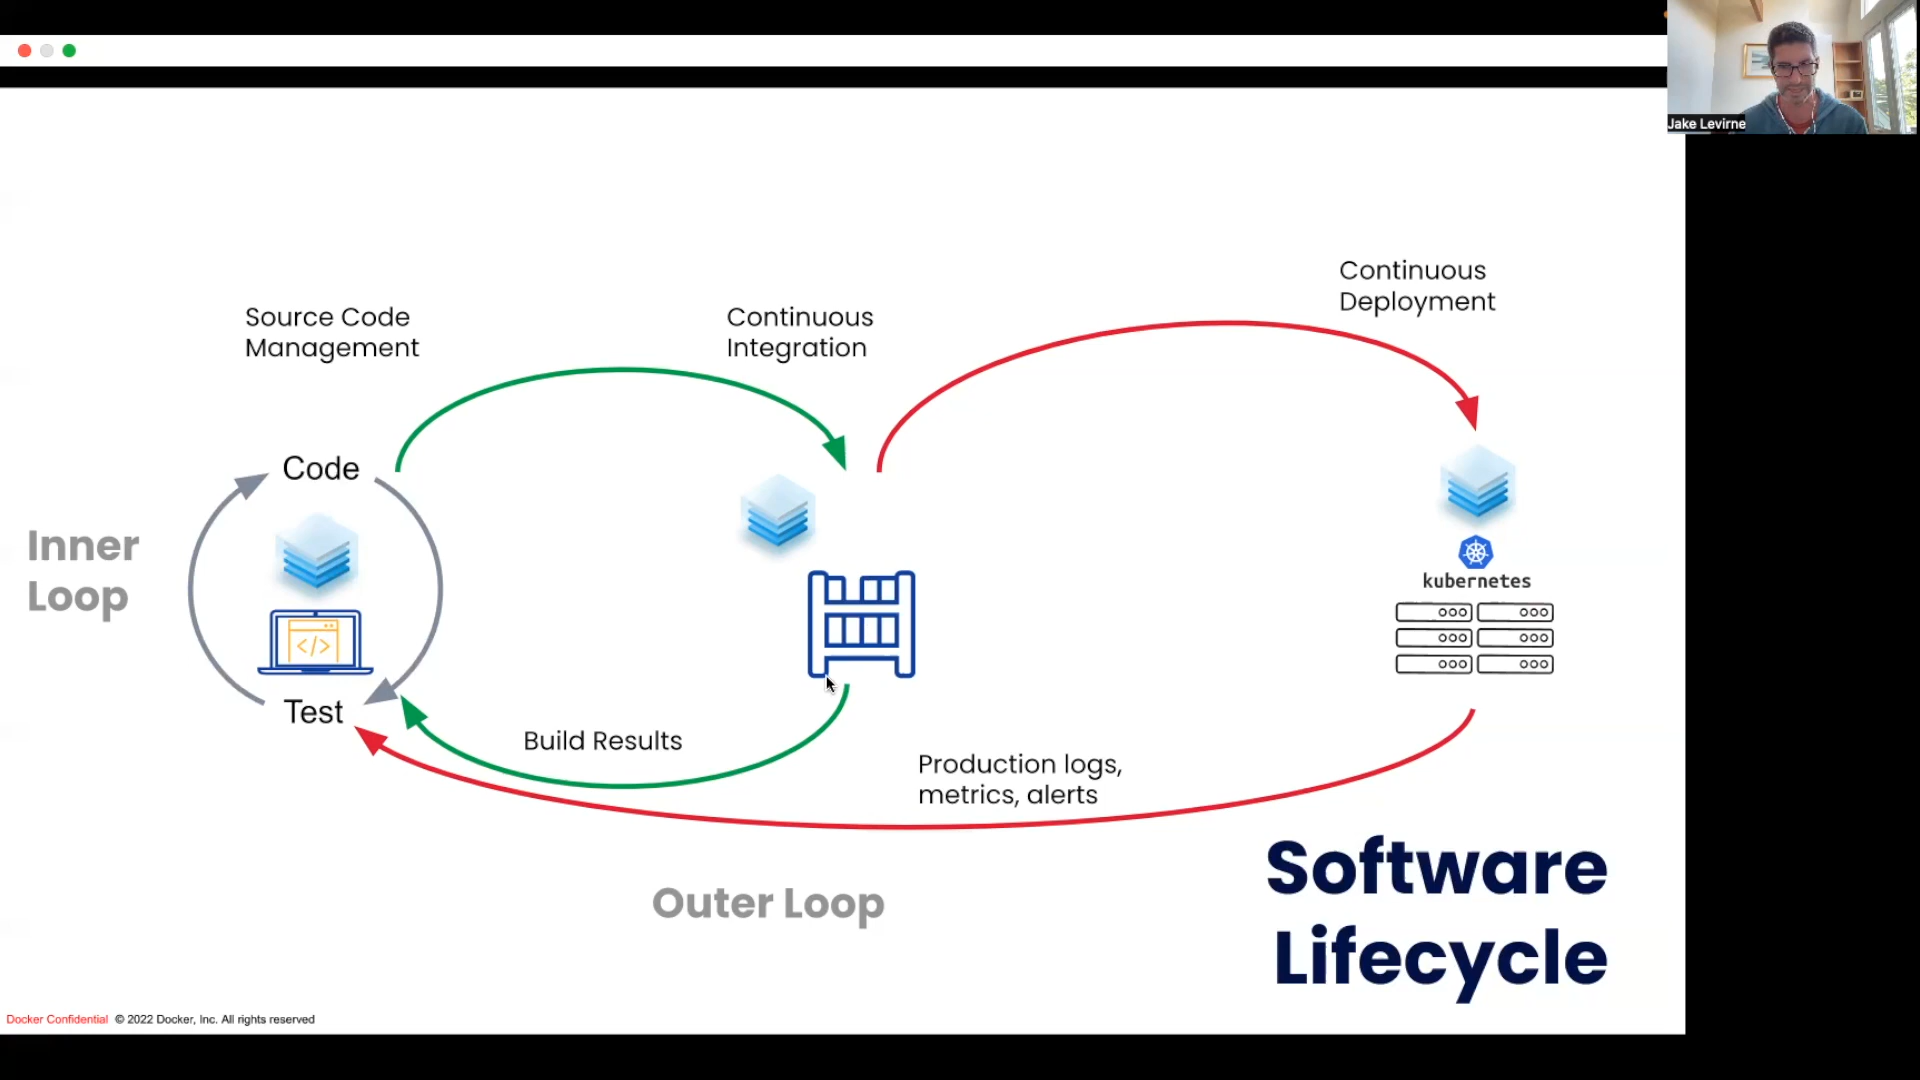 Jake Levirne
Continuous
Deployment
Source Code
Management
Continuous
Integration
Code
Inner
Loop
kubernetes
Test
Build Results
Production logs,
metrics, alerts
Outer Loop
Software
Lifecycle
Docker Confidential © 2022 Docker, Inc. All rights reserved